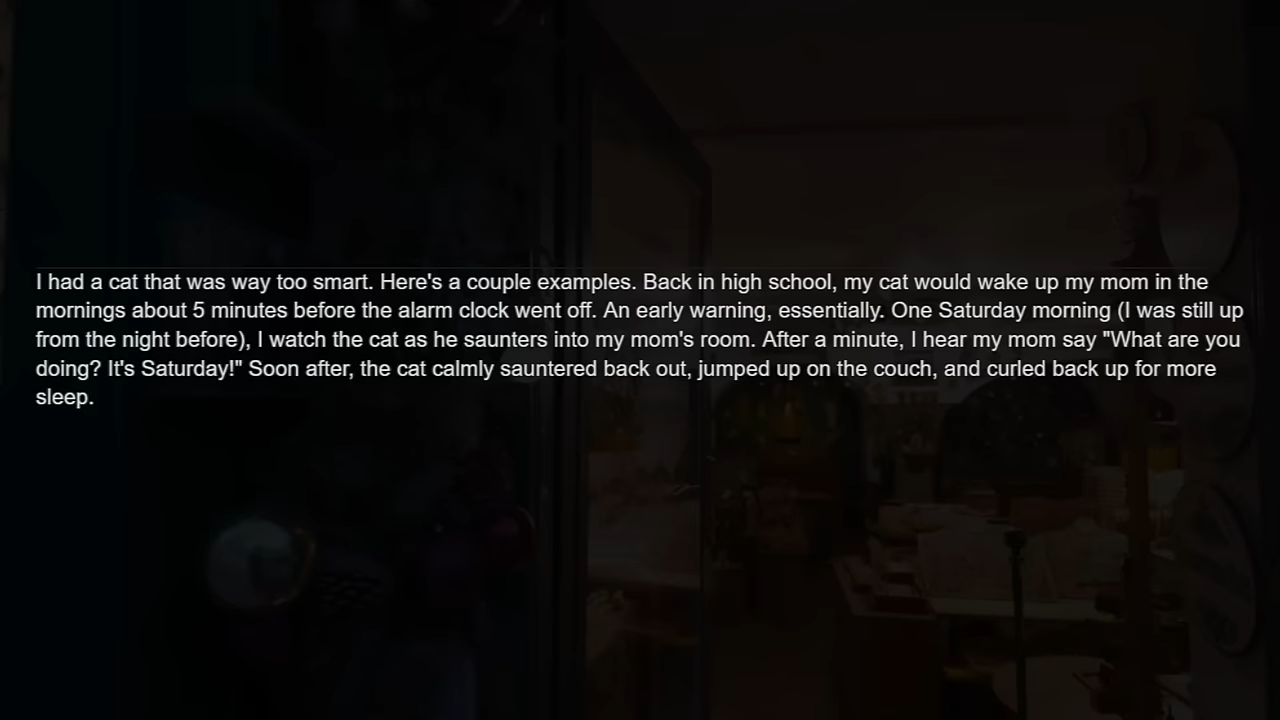 I had a cat that was way too smart. Here's a couple examples. Back in high school, my cat would wake up my mom in the
mornings about 5 minutes before the alarm clock went off. An early warning, essentially. One Saturday morning (I was still up
from the night before), I watch the cat as he saunters into my mom's room. After a minute, I hear my mom say "What are you
doing? It's Saturday!" Soon after, the cat calmly sauntered back out, jumped up on the couch, and curled back up for more
sleep.